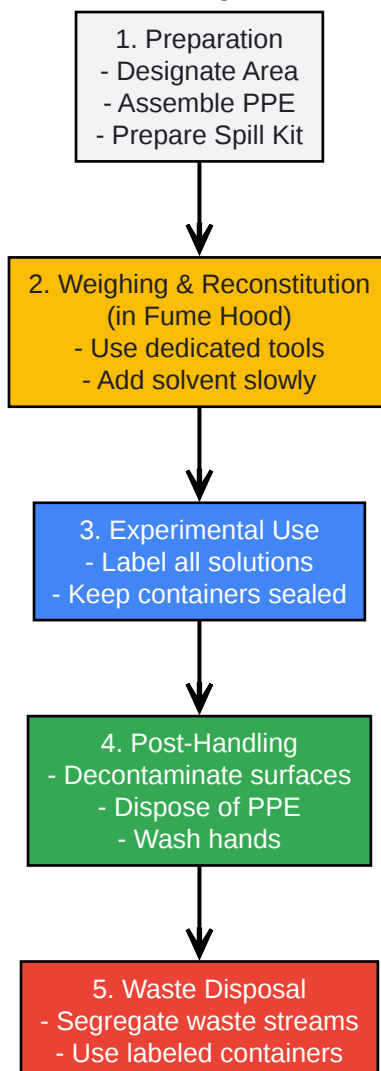 1. Preparation
- Designate Area
- Assemble PPE
- Prepare Spill Kit
2. Weighing & Reconstitution
(in Fume Hood)
- Use dedicated tools
- Add solvent slowly
3. Experimental Use
- Label all solutions
- Keep containers sealed
4. Post-Handling
- Decontaminate surfaces
- Dispose of PPE
- Wash hands
5. Waste Disposal
- Segregate waste streams
- Use labeled containers